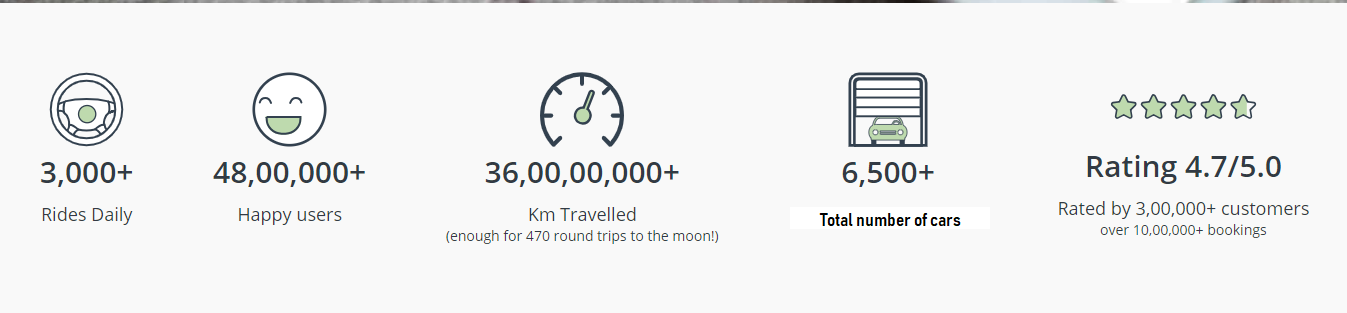 3,000+
Rides Daily
48,00,000+
Happy users
36,00,00,000+
Km Travelled
(enough for 470 round trips to the moon!)
6,500+
Total number of cars
Rating 4.7/5.0
Rated by 3,00,000+ customers
over 10,00,000+ bookings